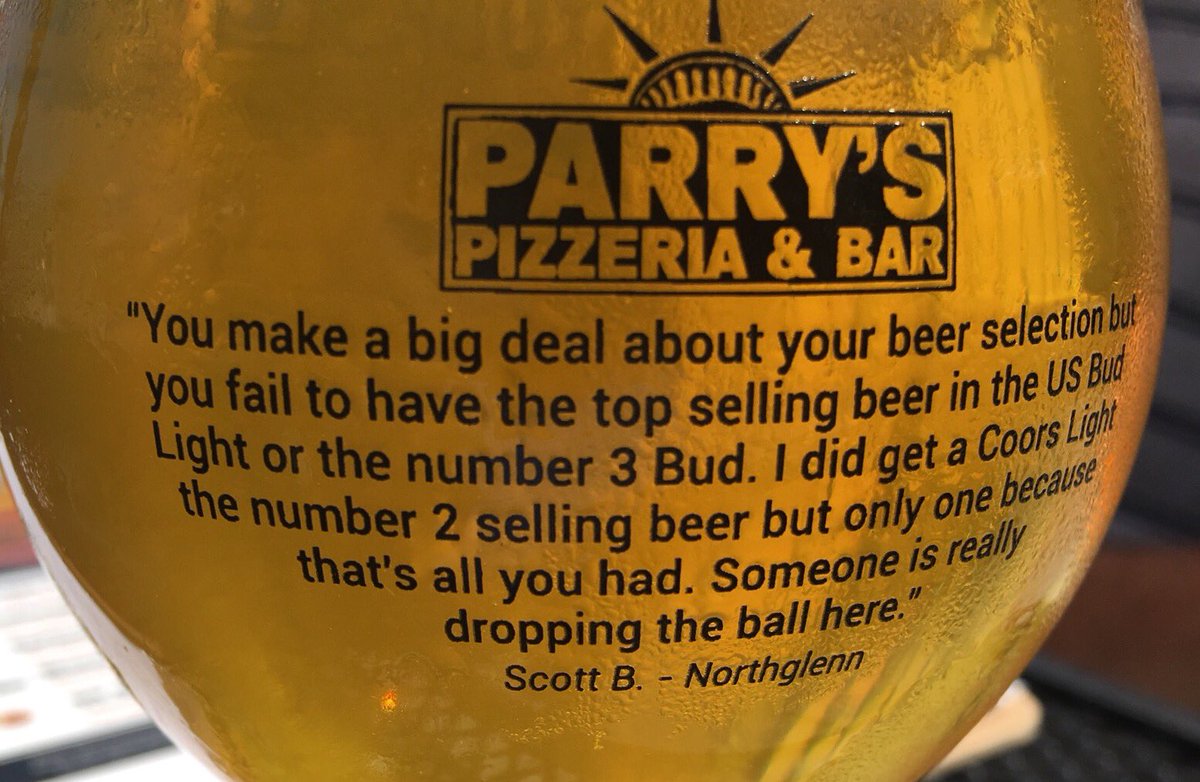 PARRY'S
PIZZERIA & BAR
"You make a big deal about your beer selection but
you fail to have the top selling beer in the US Bud
Light or the number 3 Bud. I did get a Coors Light
the number 2 selling beer but only one because
that's all you had. Someone is really
dropping the ball here."
Scott B. - Northglenn